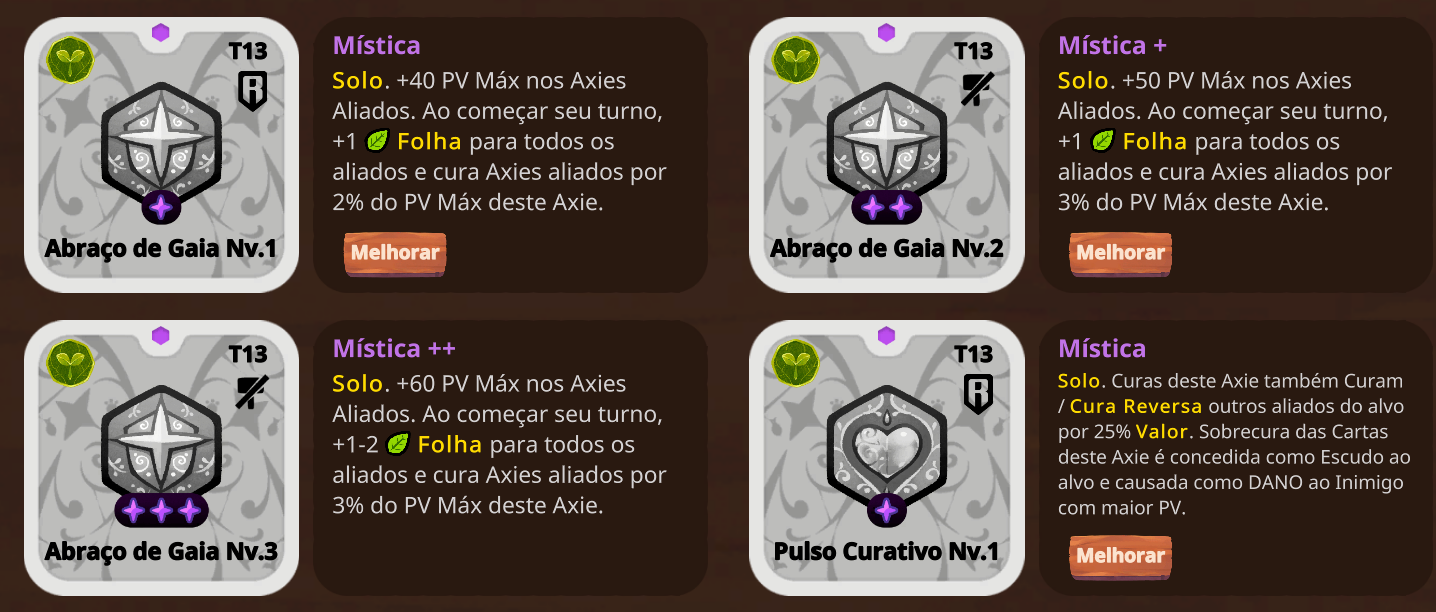 T13
Abraço de Gaia Nv.1
Mística
Solo. +40 PV Máx nos Axies
Aliados. Ao começar seu turno,
+1 Folha para todos os
aliados e cura Axies aliados por
2% do PV Máx deste Axie.
Melhorar
T13
Abraço de Gaia Nv.2
Mística +
Solo. +50 PV Máx nos Axies
Aliados. Ao começar seu turno,
+1 Folha para todos os
aliados e cura Axies aliados por
3% do PV Máx deste Axie.
Melhorar
T13
Abraço de Gaia Nv.3
Mística ++
Solo. +60 PV Máx nos Axies
Aliados. Ao começar seu turno,
+1-2 Folha para todos os
aliados e cura Axies aliados por
3% do PV Máx deste Axie.
T13
Pulso Curativo Nv.1
Mística
Solo. Curas deste Axie também Curam
/ Cura Reversa outros aliados do alvo
por 25% Valor. Sobrecura das Cartas
deste Axie é concedida como Escudo ao
alvo e causada como DANO ao Inimigo
com maior PV.
Melhorar